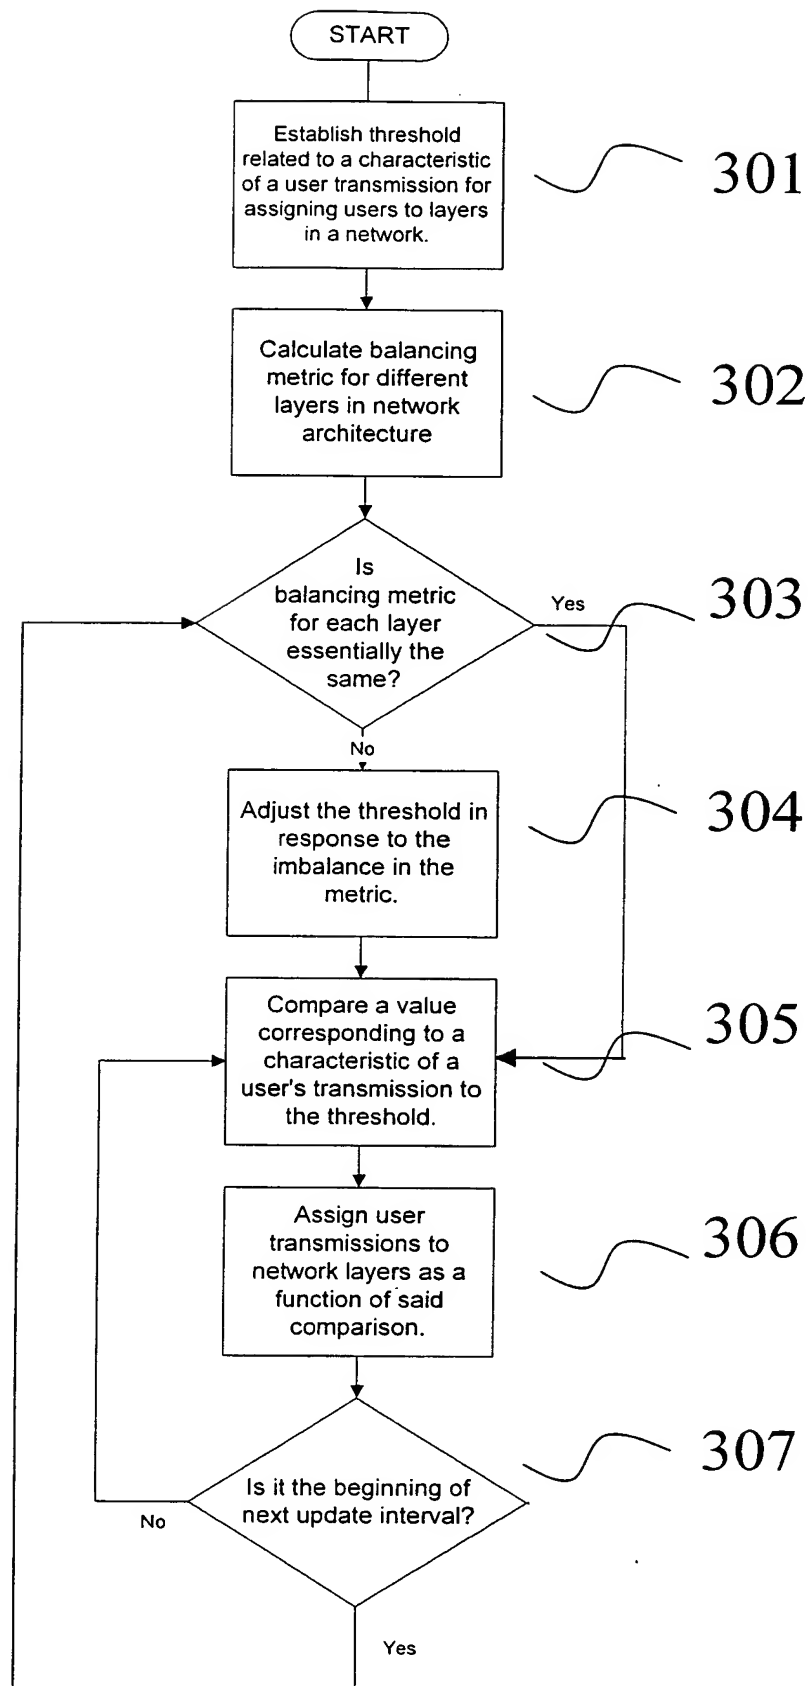 START
Establish threshold
related to a characteristic
of a user transmission for
assigning users to layers
in a network.
301
Calculate balancing
metric for different
layers in network
architecture
302
Is
balancing metric
for each layer
essentially the
same?
Yes
303
No
Adjust the threshold in
response to the
imbalance in the
metric.
304
Compare a value
corresponding to a
characteristic of a
user's transmission to
the threshold.
305
Assign user
transmissions to
network layers as a
function of said
comparison.
306
Is it the beginning of
next update interval?
307
No
Yes